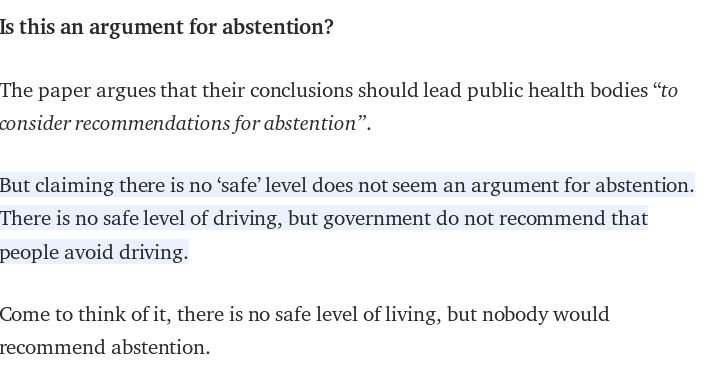 Is this an argument for abstention?
The paper argues that their conclusions should lead public health bodies “to
consider recommendations for abstention”.
But claiming there is no ‘safe’ level does not seem an argument for abstention.
There is no safe level of driving, but government do not recommend that
people avoid driving.
Come to think of it, there is no safe level of living, but nobody would
recommend abstention.